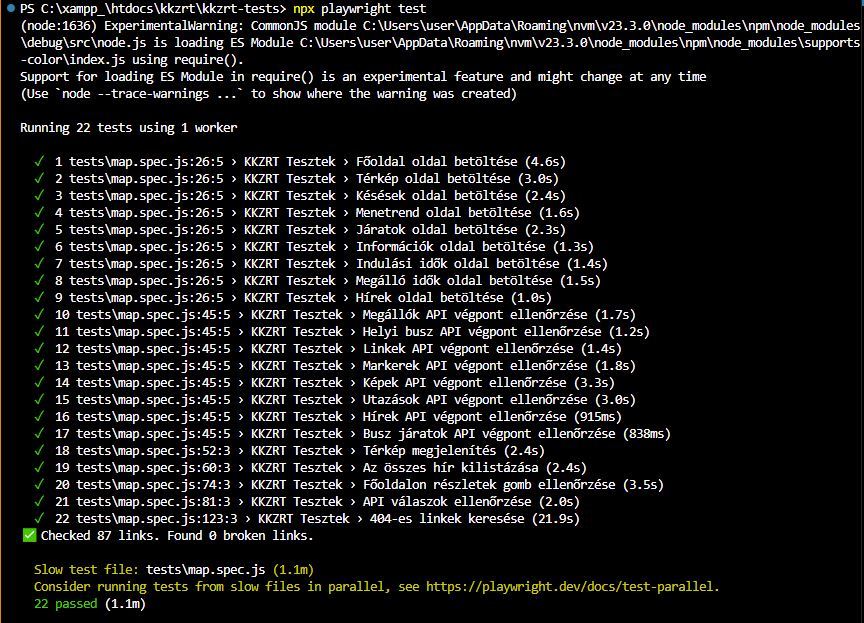 PS C:\xampp_\htdocs\kkzrt\kkzrt-tests> npx playwright test
(node:1636) ExperimentalWarning: CommonJS module C:\Users\user\AppData\Roaming\nvm\v23.3.0\node_modules\npm\node_modules
\debug\src\node.js is loading ES Module C:\Users\user\AppData\Roaming\nvm\v23.3.0\node_modules\npm\node_modules\supports
-color\index.js using require().
Support for loading ES Module in require() is an experimental feature and might change at any time
(Use `node --trace-warnings ...` to show where the warning was created)
Running 22 tests using 1 worker
✓ 1 tests\map.spec.js:26:5 › KKZRT Tesztek › Főoldal oldal betöltése (4.6s)
✓ 2 tests\map.spec.js:26:5 › KKZRT Tesztek › Térkép oldal betöltése (3.0s)
✓ 3 tests\map.spec.js:26:5 › KKZRT Tesztek › Késések oldal betöltése (2.4s)
✓ 4 tests\map.spec.js:26:5 › KKZRT Tesztek › Menetrend oldal betöltése (1.6s)
✓ 5 tests\map.spec.js:26:5 › KKZRT Tesztek › Járatok oldal betöltése (2.3s)
✓ 6 tests\map.spec.js:26:5 › KKZRT Tesztek › Információk oldal betöltése (1.3s)
✓ 7 tests\map.spec.js:26:5 › KKZRT Tesztek › Indulási idők oldal betöltése (1.4s)
✓ 8 tests\map.spec.js:26:5 › KKZRT Tesztek › Megálló idők oldal betöltése (1.5s)
✓ 9 tests\map.spec.js:26:5 › KKZRT Tesztek › Hírek oldal betöltése (1.0s)
✓ 10 tests\map.spec.js:45:5 › KKZRT Tesztek › Megállók API végpont ellenőrzése (1.7s)
✓ 11 tests\map.spec.js:45:5 › KKZRT Tesztek › Helyi busz API végpont ellenőrzése (1.2s)
✓ 12 tests\map.spec.js:45:5 › KKZRT Tesztek › Linkek API végpont ellenőrzése (1.4s)
✓ 13 tests\map.spec.js:45:5 › KKZRT Tesztek › Markerek API végpont ellenőrzése (1.8s)
✓ 14 tests\map.spec.js:45:5 › KKZRT Tesztek › Képek API végpont ellenőrzése (3.3s)
✓ 15 tests\map.spec.js:45:5 › KKZRT Tesztek › Utazások API végpont ellenőrzése (3.0s)
✓ 16 tests\map.spec.js:45:5 › KKZRT Tesztek › Hírek API végpont ellenőrzése (915ms)
✓ 17 tests\map.spec.js:45:5 › KKZRT Tesztek › Busz járatok API végpont ellenőrzése (838ms)
✓ 18 tests\map.spec.js:52:3 › KKZRT Tesztek › Térkép megjelenítés (2.4s)
✓ 19 tests\map.spec.js:60:3 › KKZRT Tesztek › Az összes hír kilistázása (2.4s)
✓ 20 tests\map.spec.js:74:3 › KKZRT Tesztek › Főoldalon részletek gomb ellenőrzése (3.5s)
✓ 21 tests\map.spec.js:81:3 › KKZRT Tesztek › API válaszok ellenőrzése (2.0s)
✓ 22 tests\map.spec.js:123:3 › KKZRT Tesztek › 404-es linkek keresése (21.9s)
✅ Checked 87 links. Found 0 broken links.
Slow test file: tests\map.spec.js (1.1m)
Consider running tests from slow files in parallel, see https://playwright.dev/docs/test-parallel.
22 passed (1.1m)